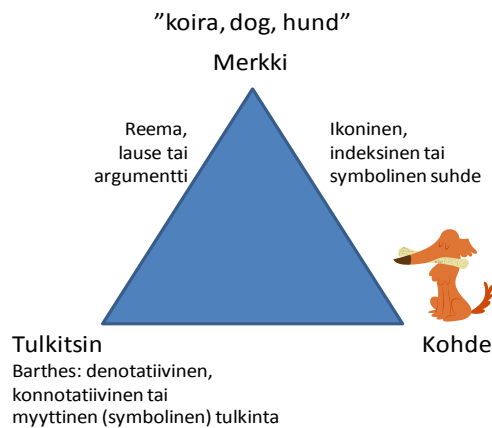 ”koira, dog, hund”
Merkki
Reema,
lause tai
argumentti
Ikoninen,
indeksinen tai
symbolinen suhde
Tulkitsin
Kohde
Barthes: denotatiivinen,
konnotatiivinen tai
myyttinen (symbolinen) tulkinta